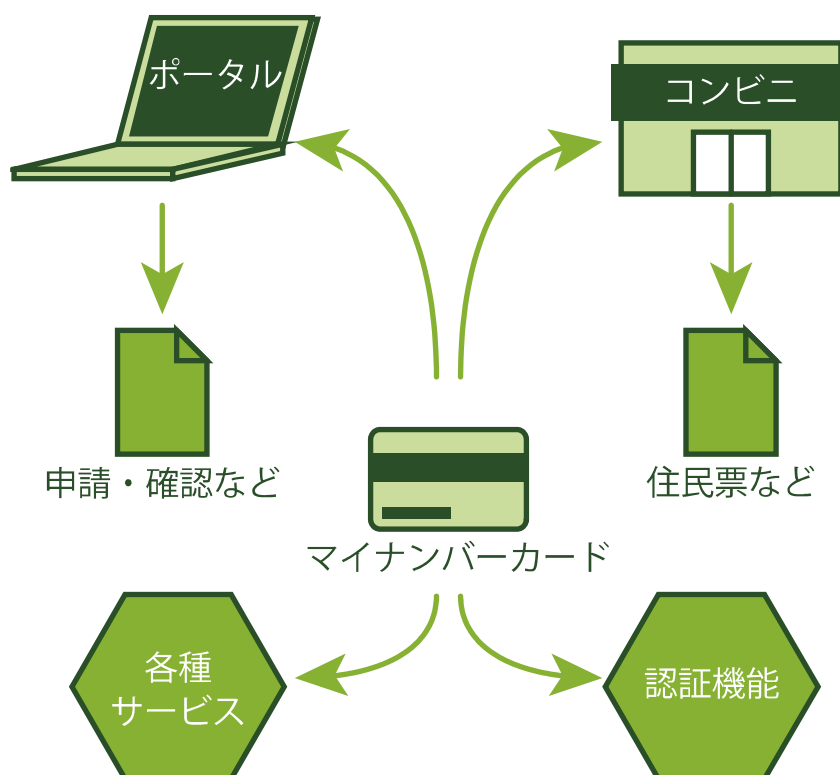 ポータル
コンビニ
申請・確認など
住民票など
マイナンバーカード
各種
サービス
認証機能